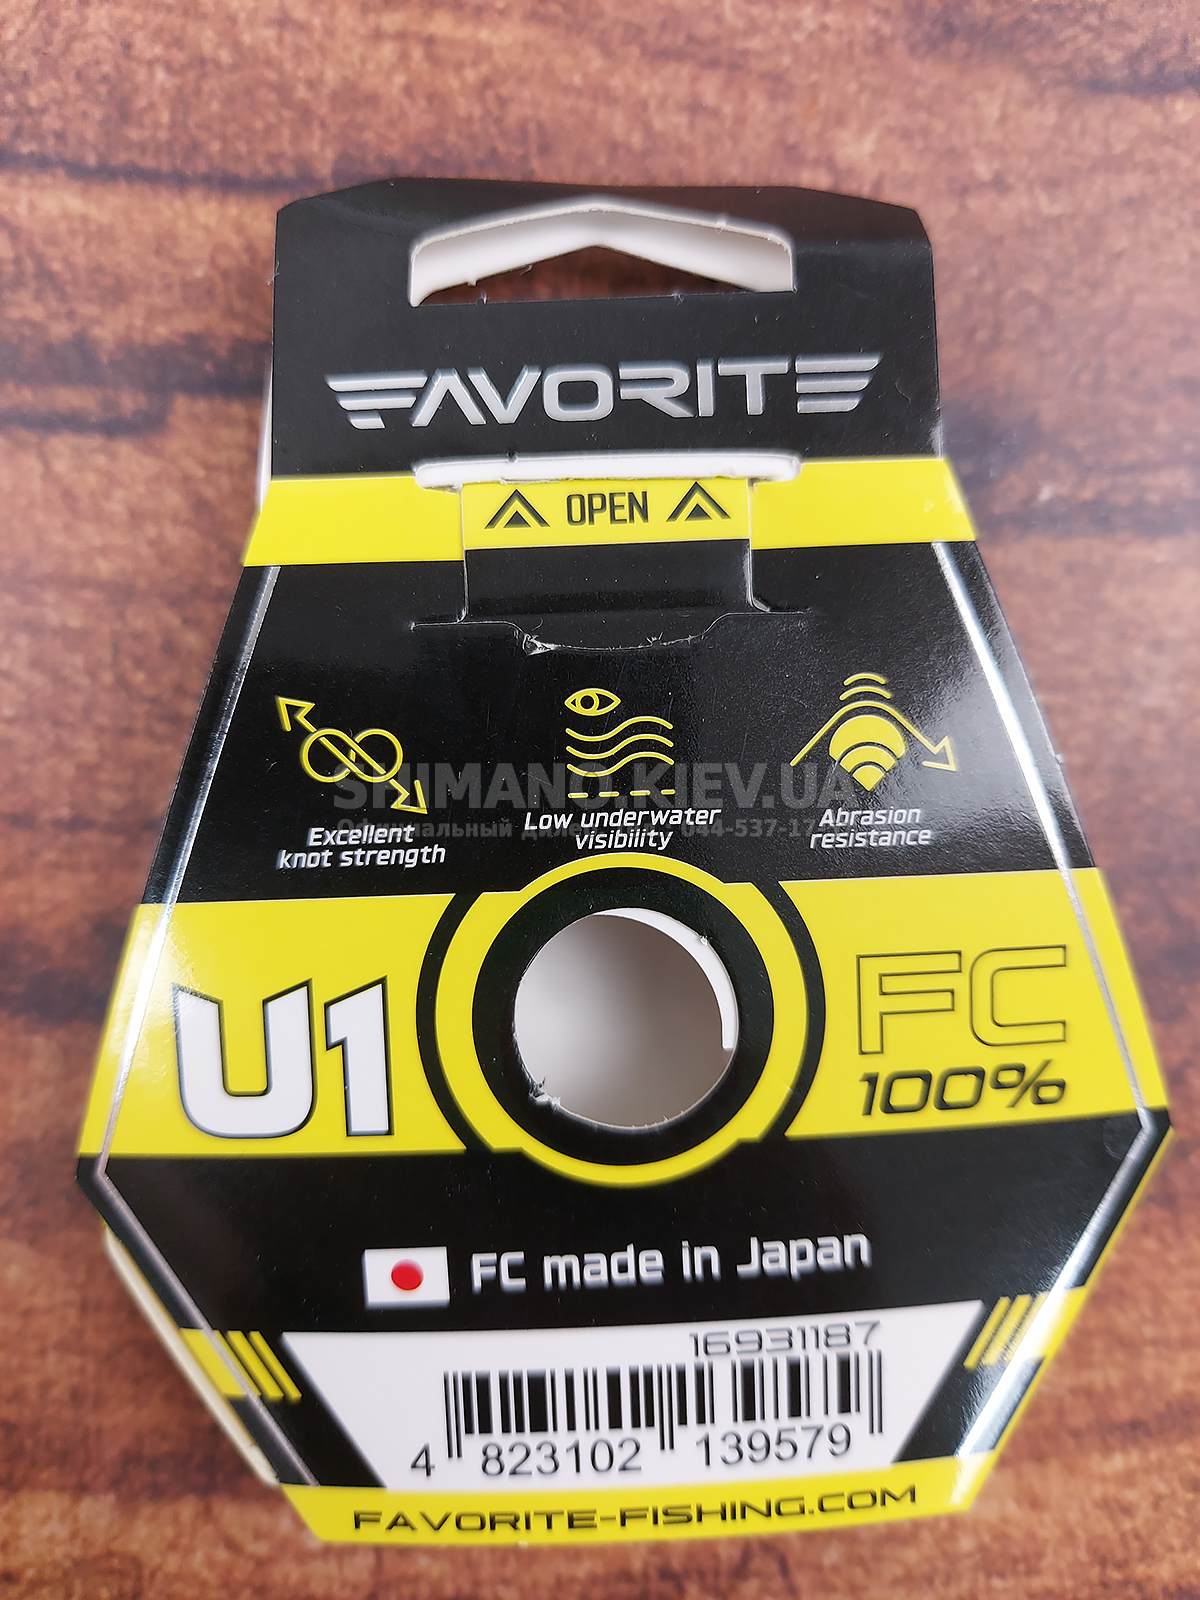 FAVORITE
OPEN
Excellent
knot strength
Low underwater
visibility
Abrasion
resistance
SHIMANO.KIEV.UA
Официальный
U1
FC
100%
FC made in Japan
16931187
4 823102 139579
FAVORITE-FISHING.COM